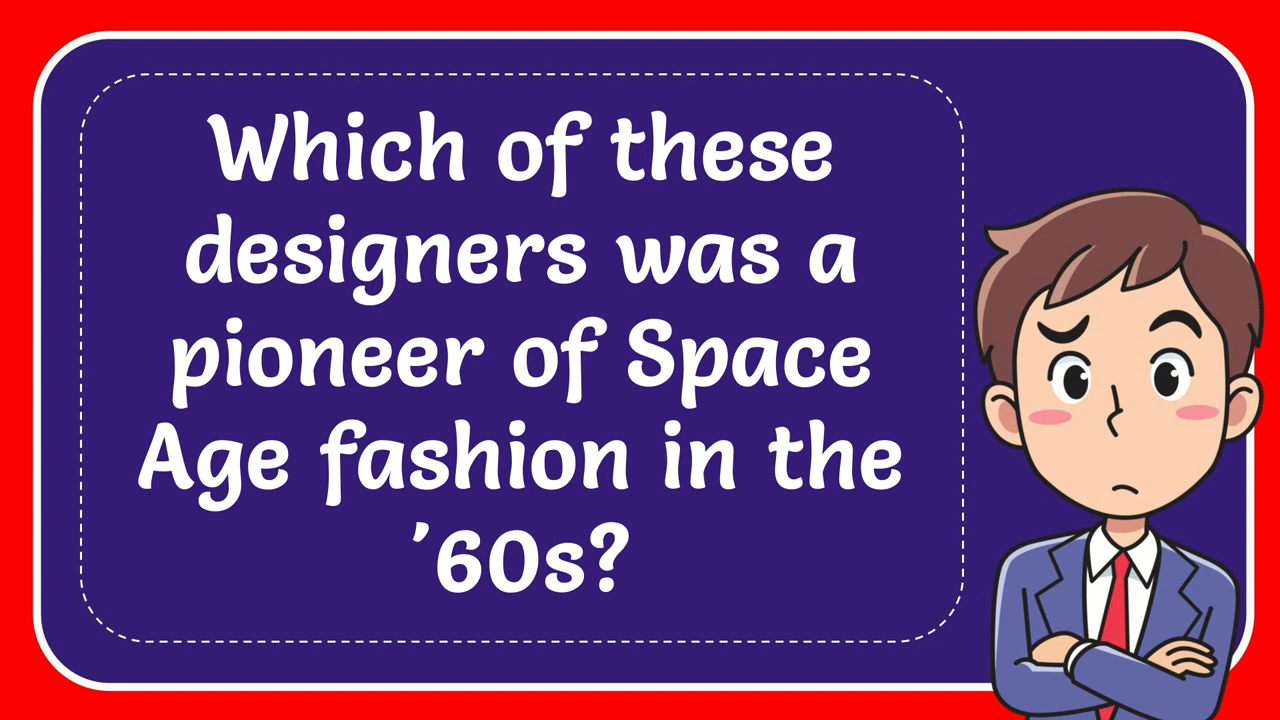 Which of these
designers was a
pioneer of Space
Age fashion in the
'60s?